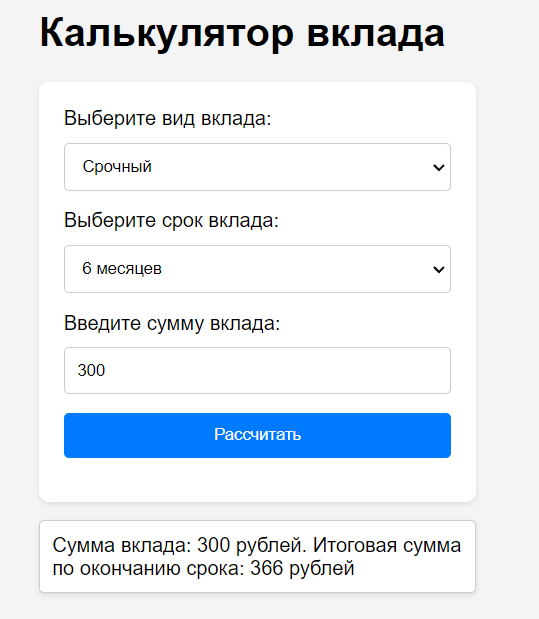 Калькулятор вклада
Выберите вид вклада:
Срочный
Выберите срок вклада:
6 месяцев
Введите сумму вклада:
300
Рассчитать
Сумма вклада: 300 рублей. Итоговая сумма
по окончанию срока: 366 рублей